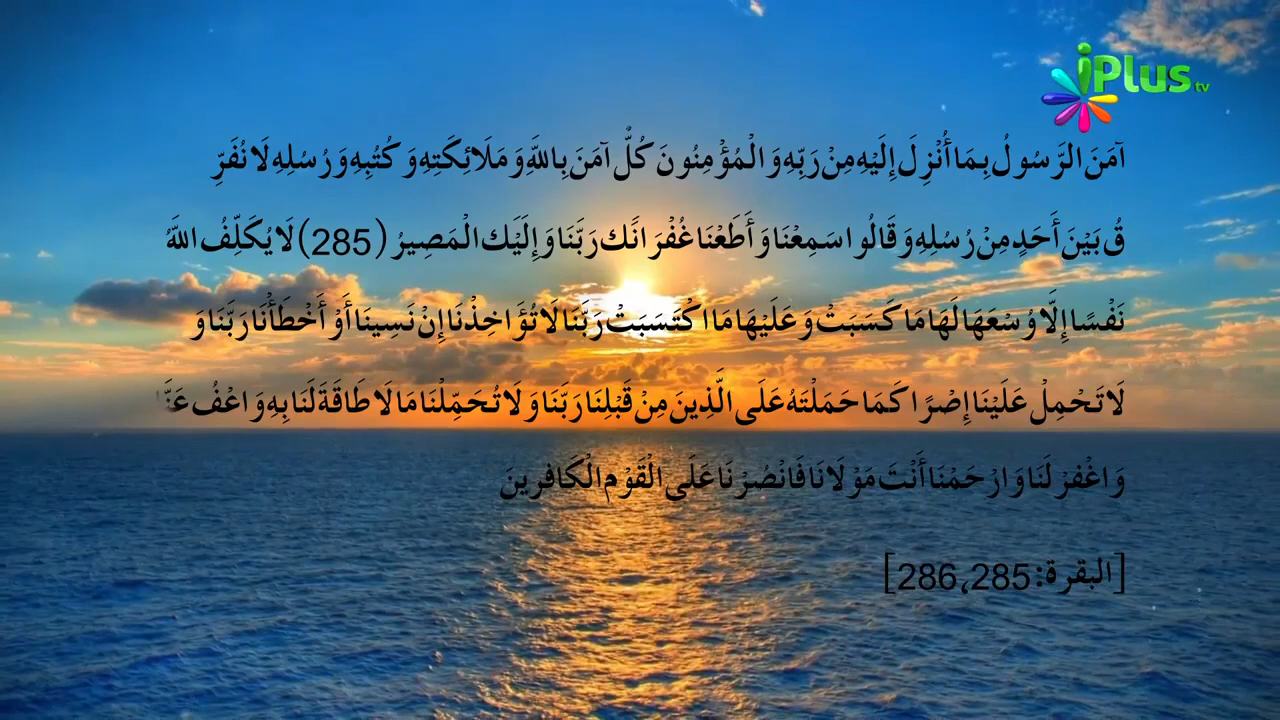 iPlus tv
آمَنَ الرَّسُولُ بِمَا أُنْزِلَ إِلَيْهِ مِنْ رَبِّهِ وَالْمُؤْمِنُونَ كُلٌّ آمَنَ بِاللَّهِ وَمَلَائِكَتِهِ وَكُتُبِهِ وَرُسُلِهِ لَا نُفَرِّ
قُ بَيْنَ أَحَدٍ مِنْ رُسُلِهِ وَقَالُوا سَمِعْنَا وَأَطَعْنَا غُفْرَانَكَ رَبَّنَا وَإِلَيْكَ الْمَصِيرُ (285) لَا يُكَلِّفُ اللَّهُ
نَفْسًا إِلَّا وُسْعَهَا لَهَا مَا كَسَبَتْ وَعَلَيْهَا مَا اكْتَسَبَتْ رَبَّنَا لَا تُؤَاخِذْنَا إِنْ نَسِينَا أَوْ أَخْطَأْنَا رَبَّنَا وَ
لَا تَحْمِلْ عَلَيْنَا إِصْرًا كَمَا حَمَلْتَهُ عَلَى الَّذِينَ مِنْ قَبْلِنَا رَبَّنَا وَلَا تُحَمِّلْنَا مَا لَا طَاقَةَ لَنَا بِهِ وَاعْفُ عَنَّا
وَاغْفِرْ لَنَا وَارْحَمْنَا أَنْتَ مَوْلَانَا فَانْصُرْنَا عَلَى الْقَوْمِ الْكَافِرِينَ
[البقرة: 285، 286]